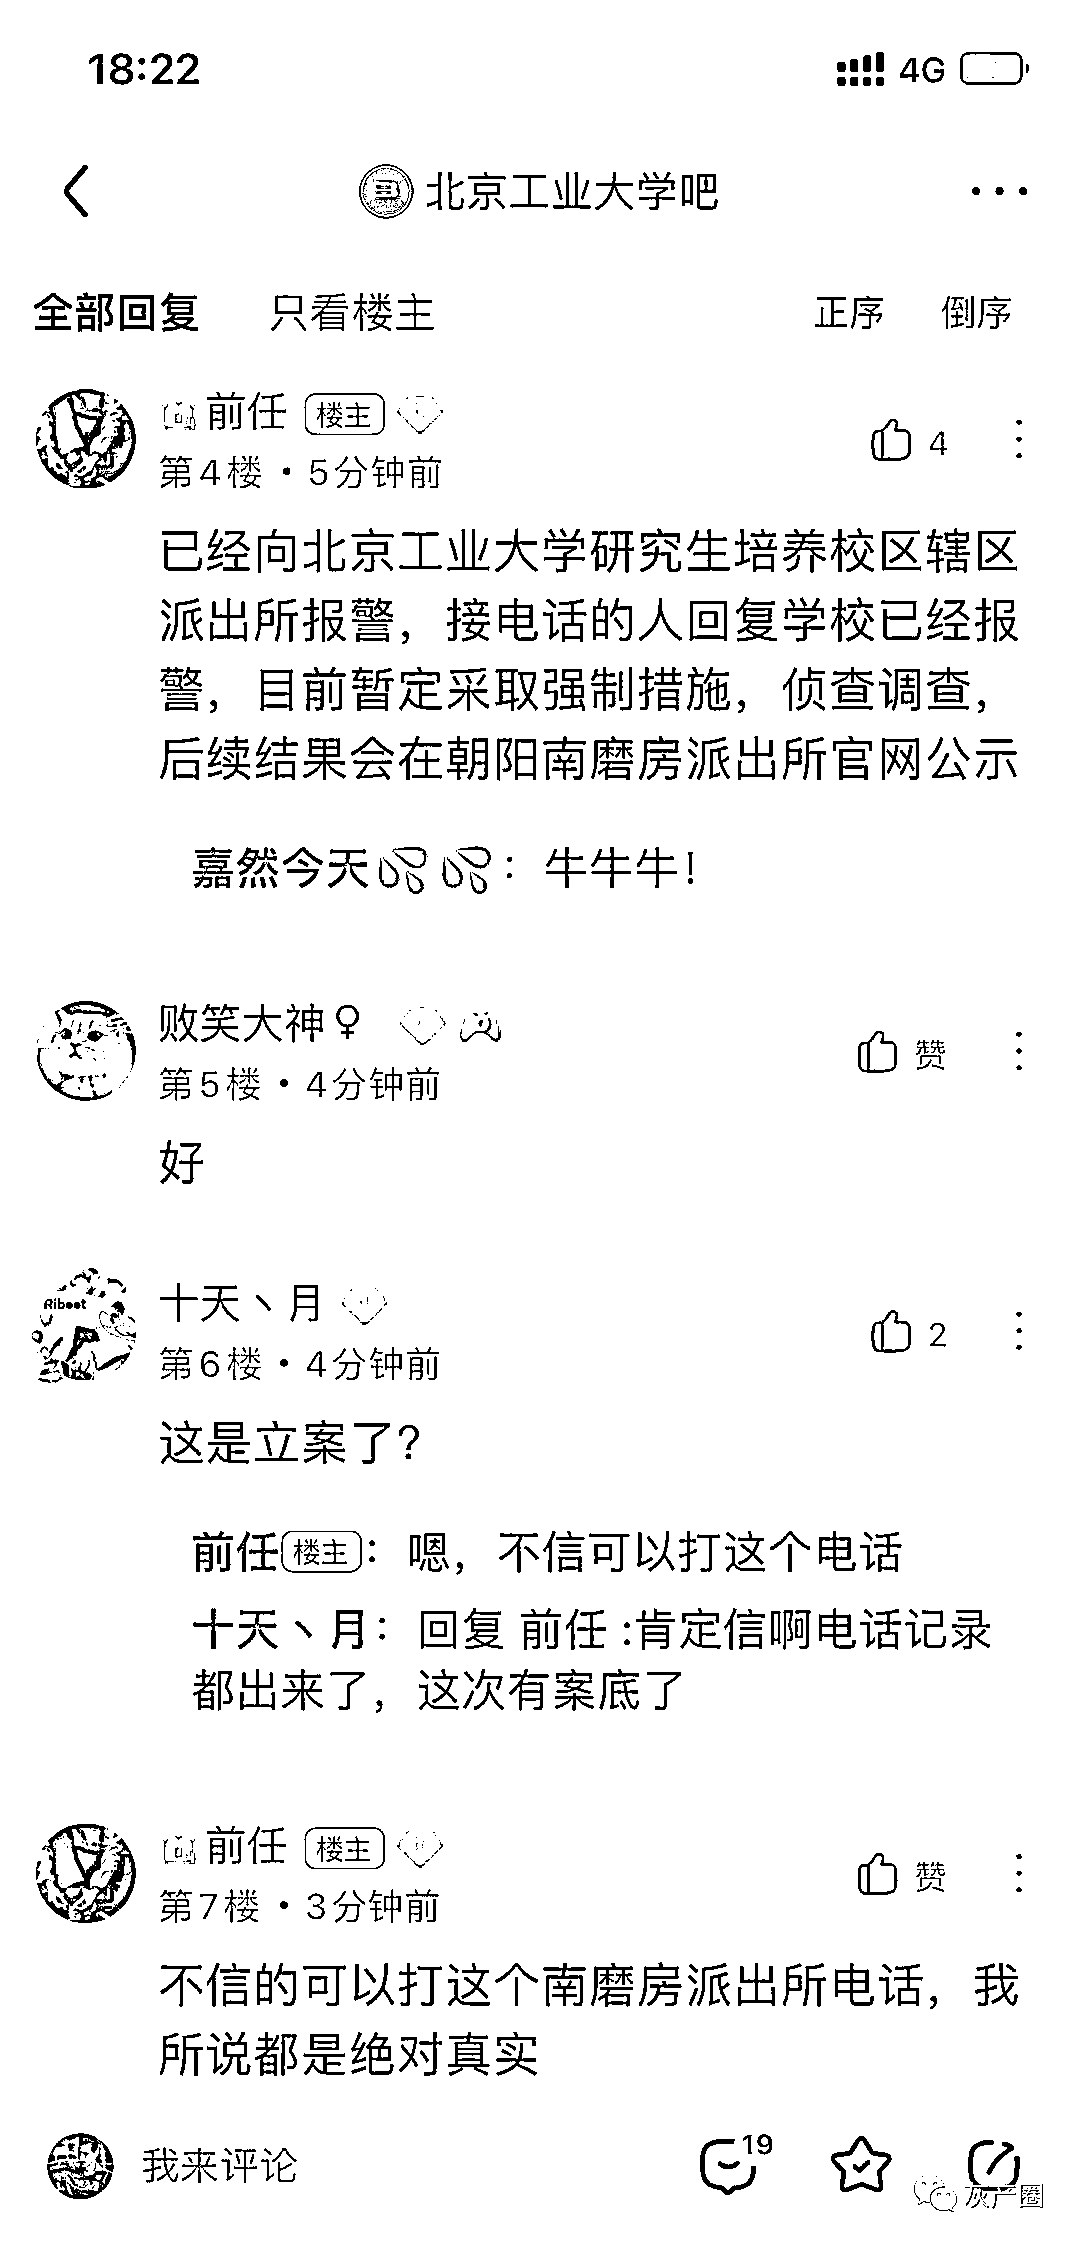 18:22 4G
北京工业大学吧
全部回复 只看楼主 正序 倒序
前任 楼主 4
第4楼·5分钟前
已经向北京工业大学研究生培养校区辖区
派出所报警，接电话的人回复学校已经报
警，目前暂定采取强制措施，侦查调查，
后续结果会在朝阳南磨房派出所官网公示
嘉然今天💦💦：牛牛牛！
败笑大神♀ 赞
第5楼·4分钟前
好
Ribeet
十天丶月 2
第6楼·4分钟前
这是立案了？
前任楼主：嗯，不信可以打这个电话
十天丶月：回复 前任 :肯定信啊电话记录
都出来了，这次有案底了
前任 楼主 赞
第7楼·3分钟前
不信的可以打这个南磨房派出所电话，我
所说都是绝对真实
我来评论 19
灰产圈